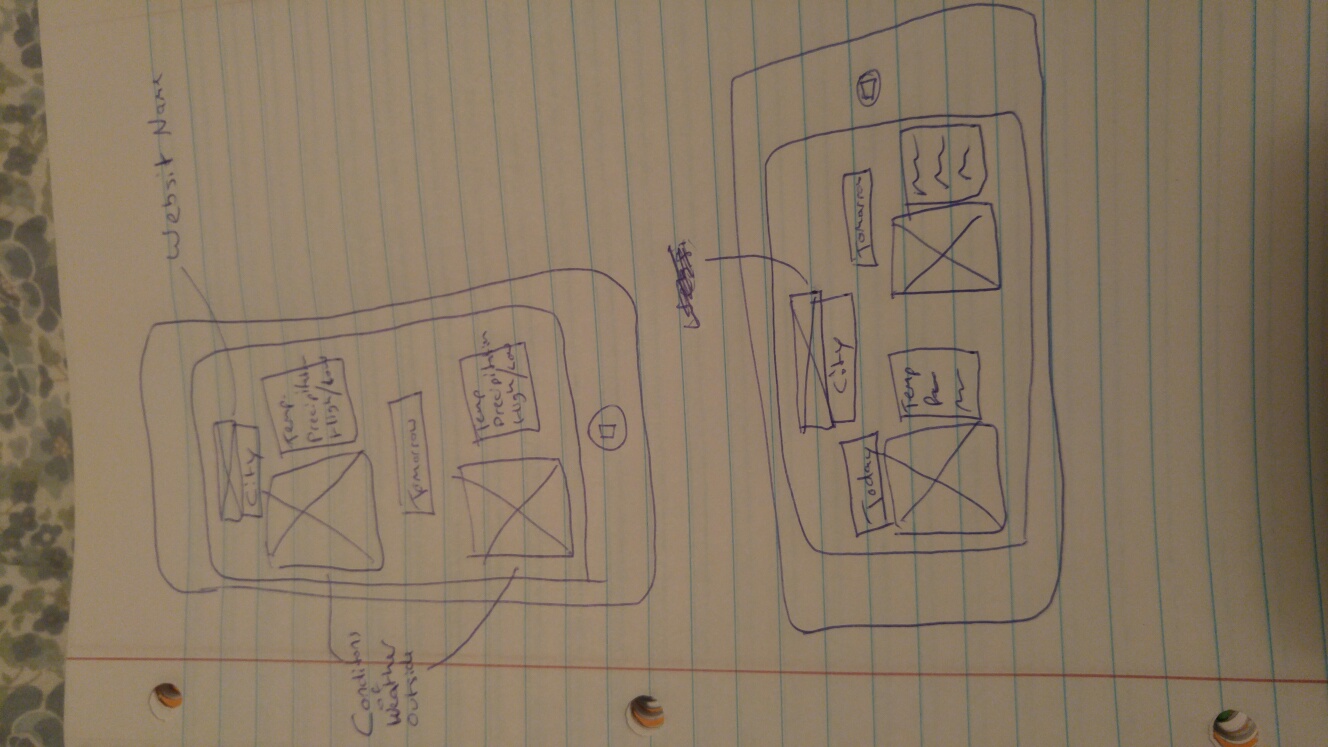 Websit Name
City
Temp.
Precipitation
High/Low
Conditions
of
Weather
Outside
Tomorrow
Temp
Precipitation
High/Low
City
Today
Tomorrow
Temp